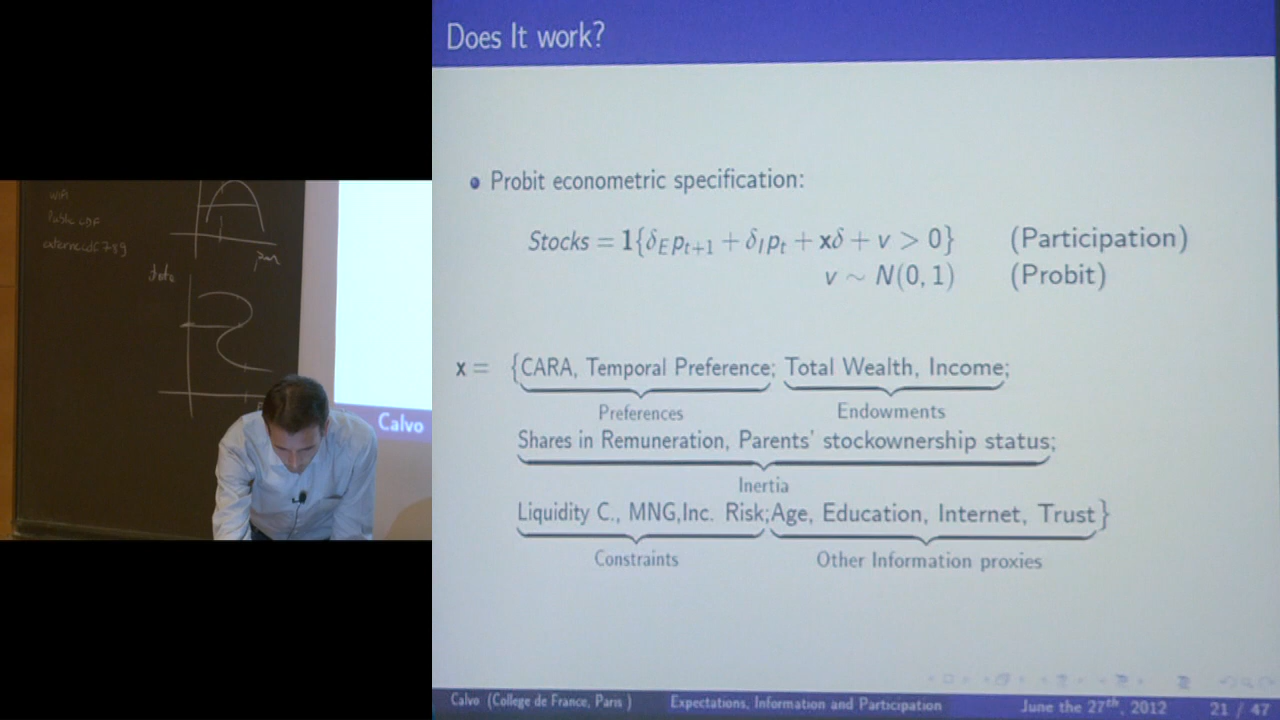 Does It work?
Probit econometric specification:
Stocks = 1{δ_E p_{t+1} + δ_I p_t + xδ + ν > 0} (Participation)
ν ~ N(0, 1) (Probit)
x = {CARA, Temporal Preference; Total Wealth, Income;
Preferences Endowments
Shares in Remuneration, Parents' stockownership status;
Inertia
Liquidity C., MNG,Inc. Risk;Age, Education, Internet, Trust}
Constraints Other Information proxies
Calvo (College de France, Paris ) Expectations, Information and Participation June the 27th, 2012 21 / 47
wifi
Calvo